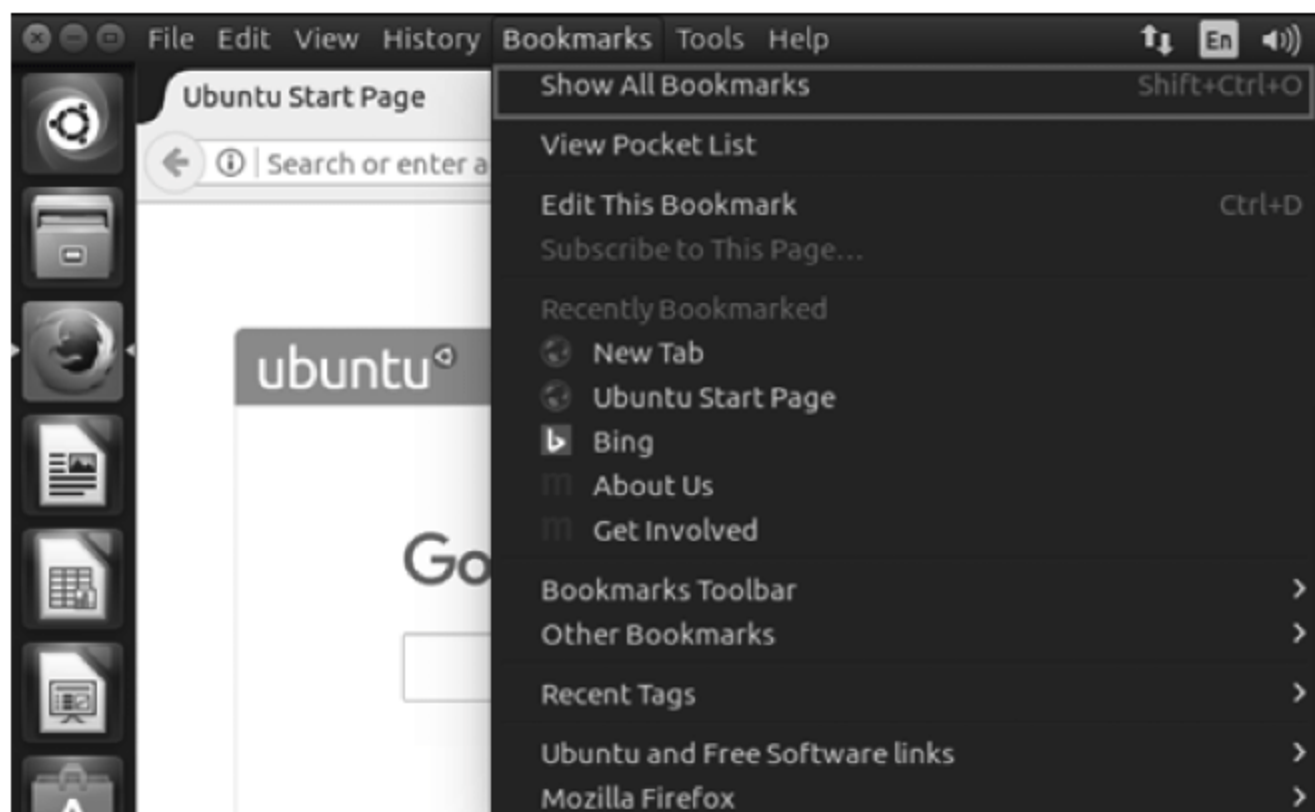 File Edit View History Bookmarks Tools Help En
Ubuntu Start Page
Search or enter a
Show All Bookmarks Shift+Ctrl+O
View Pocket List
Edit This Bookmark Ctrl+D
Subscribe to This Page...
Recently Bookmarked
New Tab
Ubuntu Start Page
Bing
About Us
Get Involved
Bookmarks Toolbar
Other Bookmarks
Recent Tags
Ubuntu and Free Software links
Mozilla Firefox
ubuntu
Go